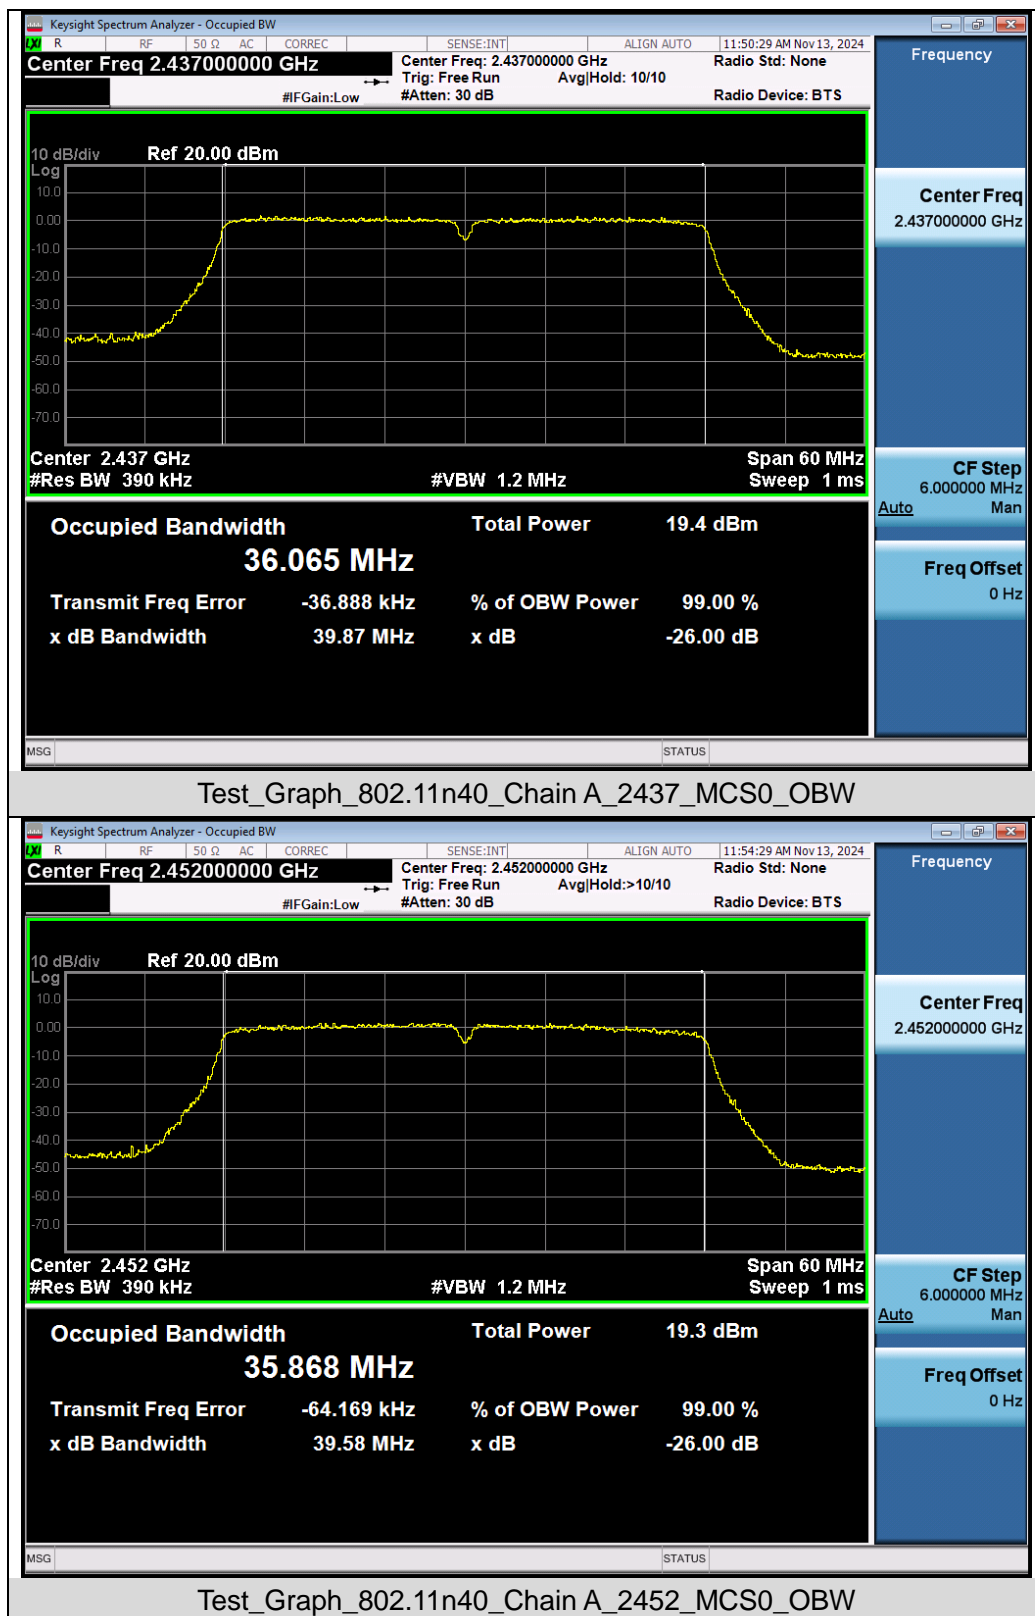 Keysight Spectrum Analyzer - Occupied BW
LXI R RF 50 Ω AC CORREC SENSE:INT ALIGN AUTO 11:50:29 AM Nov 13, 2024
Center Freq 2.437000000 GHz
Center Freq: 2.437000000 GHz Radio Std: None
Trig: Free Run Avg|Hold: 10/10
#IFGain:Low #Atten: 30 dB Radio Device: BTS
Frequency
10 dB/div Ref 20.00 dBm
Log
10.0
0.00
-10.0
-20.0
-30.0
-40.0
-50.0
-60.0
-70.0
Center Freq
2.437000000 GHz
Center 2.437 GHz Span 60 MHz
#Res BW 390 kHz #VBW 1.2 MHz Sweep 1 ms
CF Step
6.000000 MHz
Auto Man
Freq Offset
0 Hz
Occupied Bandwidth Total Power 19.4 dBm
36.065 MHz
Transmit Freq Error -36.888 kHz % of OBW Power 99.00 %
x dB Bandwidth 39.87 MHz x dB -26.00 dB
MSG STATUS
Test_Graph_802.11n40_Chain A_2437_MCS0_OBW
Keysight Spectrum Analyzer - Occupied BW
LXI R RF 50 Ω AC CORREC SENSE:INT ALIGN AUTO 11:54:29 AM Nov 13, 2024
Center Freq 2.452000000 GHz
Center Freq: 2.452000000 GHz Radio Std: None
Trig: Free Run Avg|Hold:>10/10
#IFGain:Low #Atten: 30 dB Radio Device: BTS
Frequency
10 dB/div Ref 20.00 dBm
Log
10.0
0.00
-10.0
-20.0
-30.0
-40.0
-50.0
-60.0
-70.0
Center Freq
2.452000000 GHz
Center 2.452 GHz Span 60 MHz
#Res BW 390 kHz #VBW 1.2 MHz Sweep 1 ms
CF Step
6.000000 MHz
Auto Man
Freq Offset
0 Hz
Occupied Bandwidth Total Power 19.3 dBm
35.868 MHz
Transmit Freq Error -64.169 kHz % of OBW Power 99.00 %
x dB Bandwidth 39.58 MHz x dB -26.00 dB
MSG STATUS
Test_Graph_802.11n40_Chain A_2452_MCS0_OBW